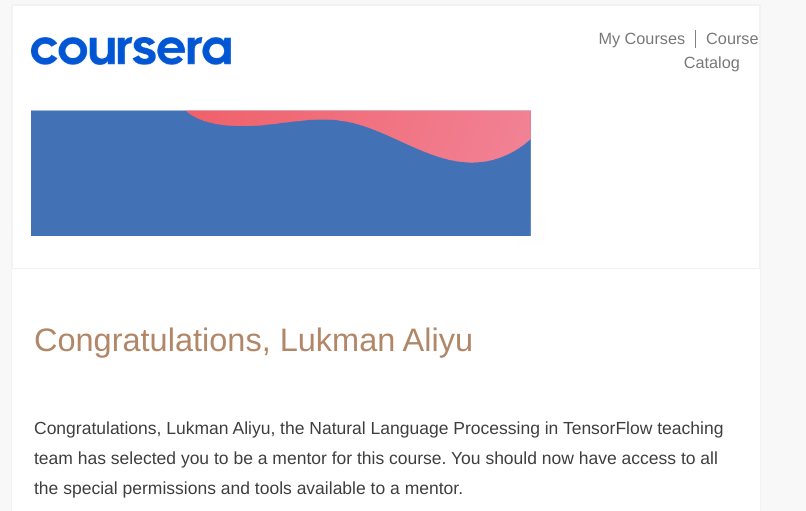 coursera
My Courses | Course
Catalog
Congratulations, Lukman Aliyu
Congratulations, Lukman Aliyu, the Natural Language Processing in TensorFlow teaching
team has selected you to be a mentor for this course. You should now have access to all
the special permissions and tools available to a mentor.